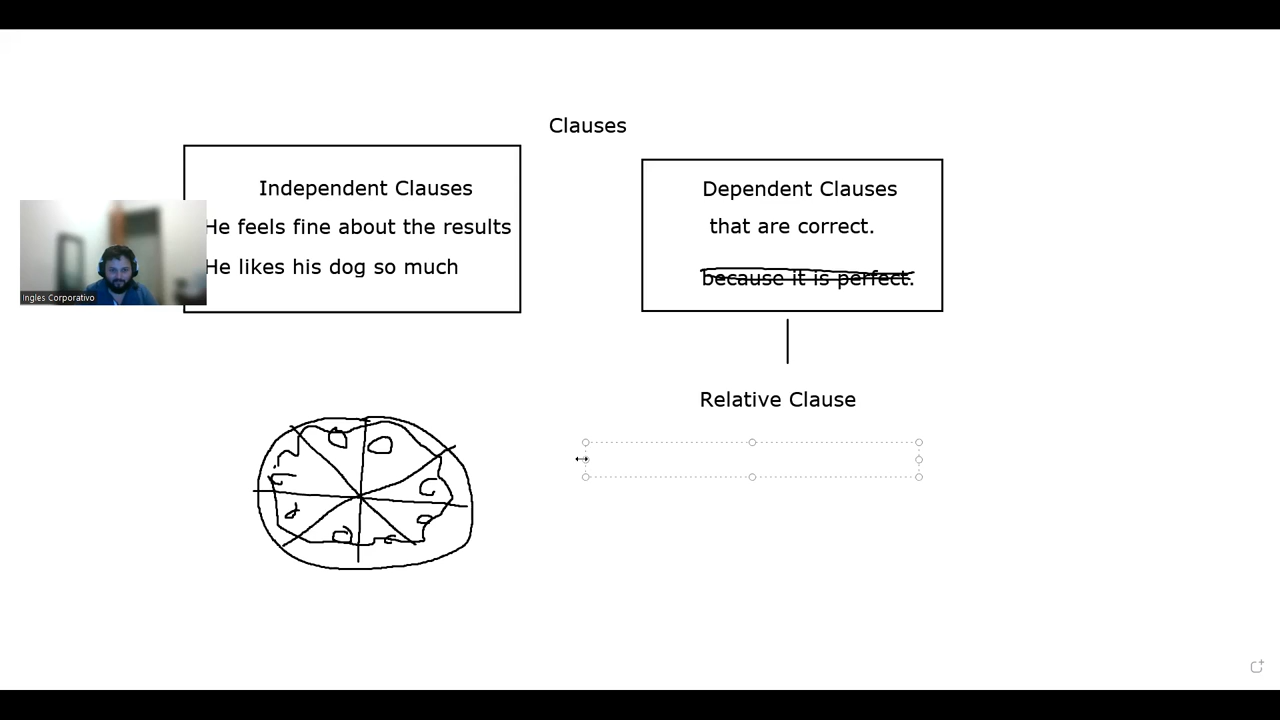 Clauses
Independent Clauses
He feels fine about the results
He likes his dog so much
Dependent Clauses
that are correct.
because it is perfect.
Ingles Corporativo
Relative Clause